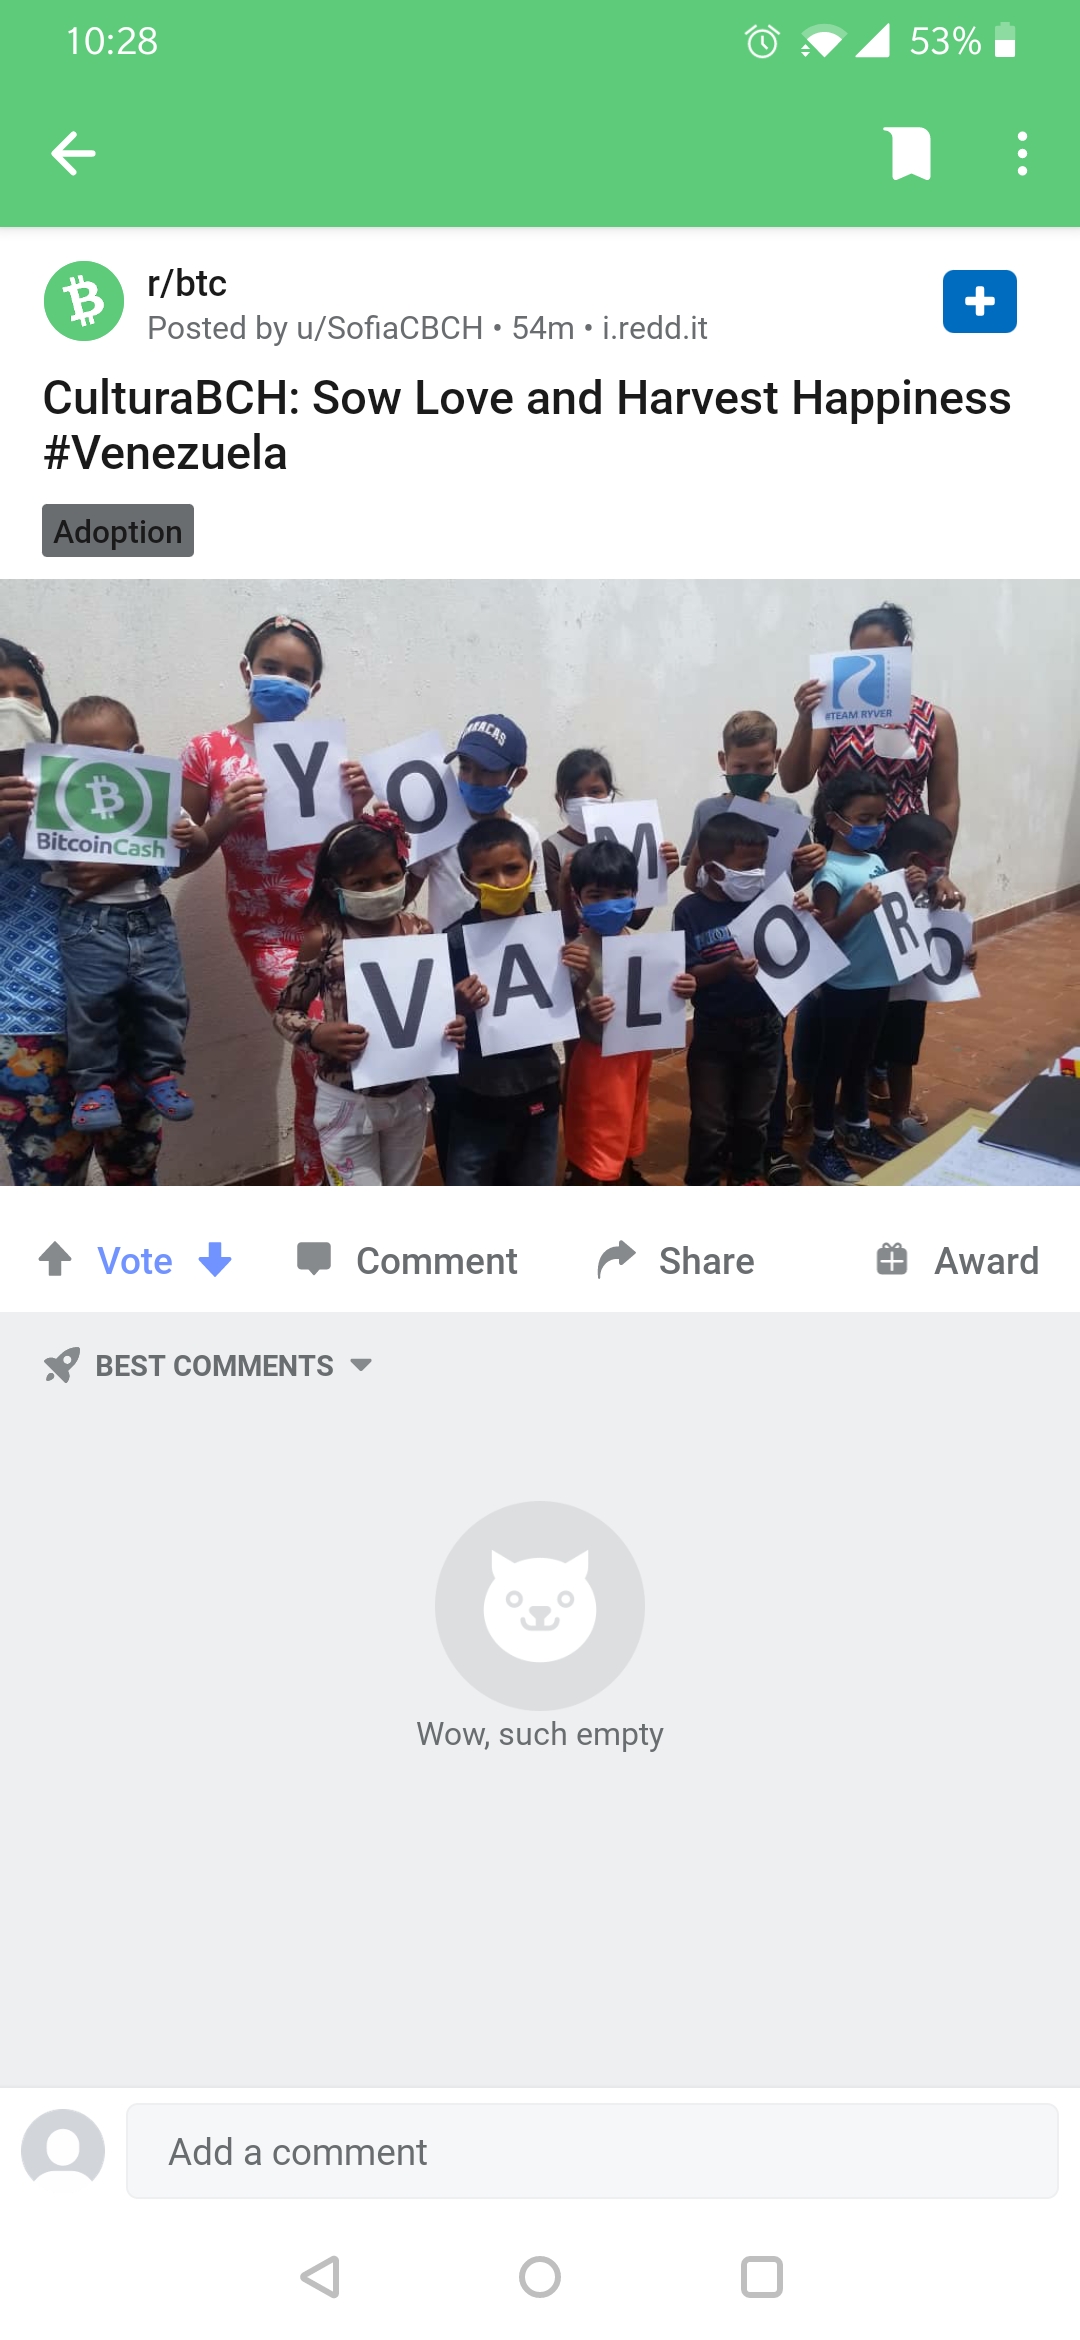 10:28
53%
r/btc
Posted by u/SofiaCBCH • 54m • i.redd.it
CulturaBCH: Sow Love and Harvest Happiness
#Venezuela
Adoption
#TEAM RYVER
CARACAS
BitcoinCash
Y O M I
V A L O R O
Vote
Comment
Share
Award
BEST COMMENTS
Wow, such empty
Add a comment